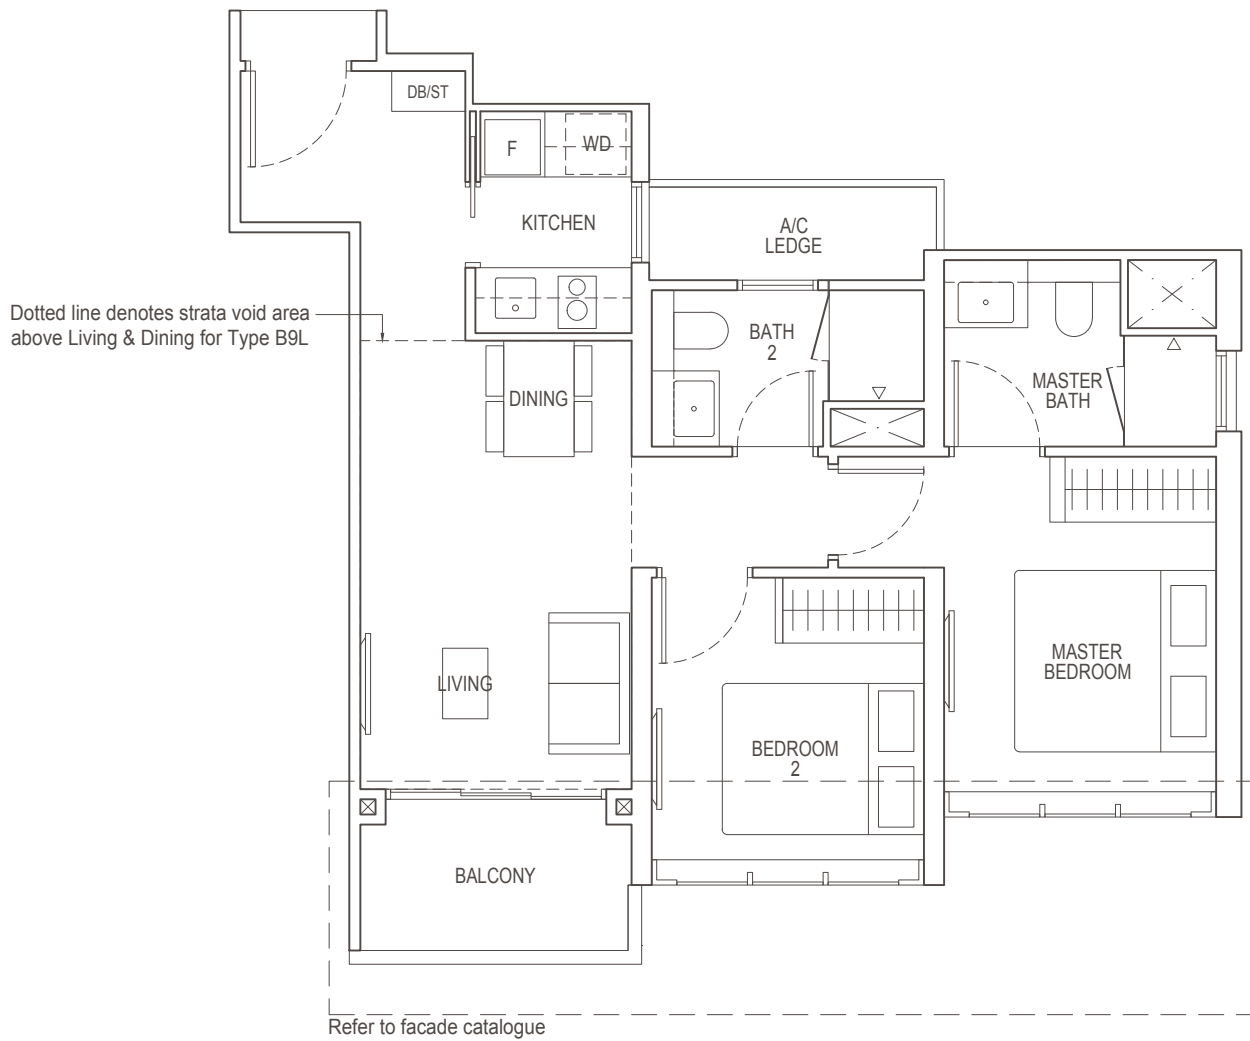 DB/ST
F
WD
KITCHEN
A/C
LEDGE
Dotted line denotes strata void area
above Living & Dining for Type B9L
BATH
2
MASTER
BATH
DINING
LIVING
MASTER
BEDROOM
BEDROOM
2
BALCONY
Refer to facade catalogue